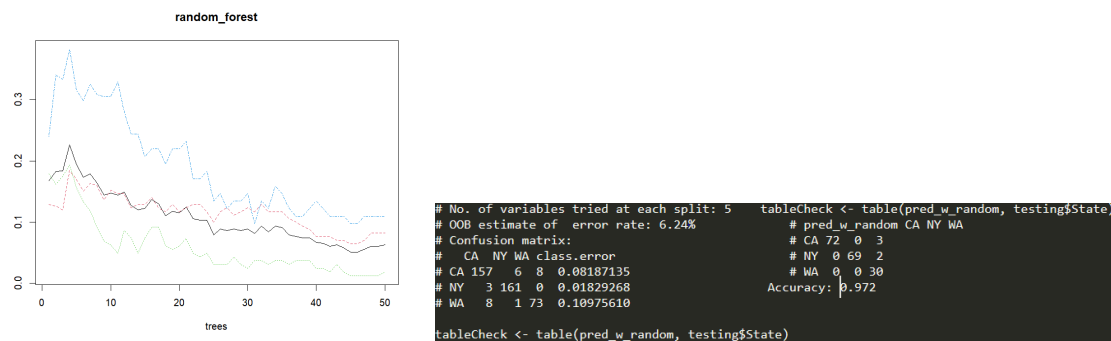 random_forest
0.3
0.2
0.1
0.0
0 10 20 30 40 50
trees
# No. of variables tried at each split: 5 tableCheck <- table(pred_w_random, testing$State)
# OOB estimate of error rate: 6.24% # pred_w_random CA NY WA
# Confusion matrix: # CA 72 0 3
# CA NY WA class.error # NY 0 69 2
# CA 157 6 8 0.08187135 # WA 0 0 30
# NY 3 161 0 0.01829268 Accuracy: 0.972
# WA 8 1 73 0.10975610
tableCheck <- table(pred_w_random, testing$State)